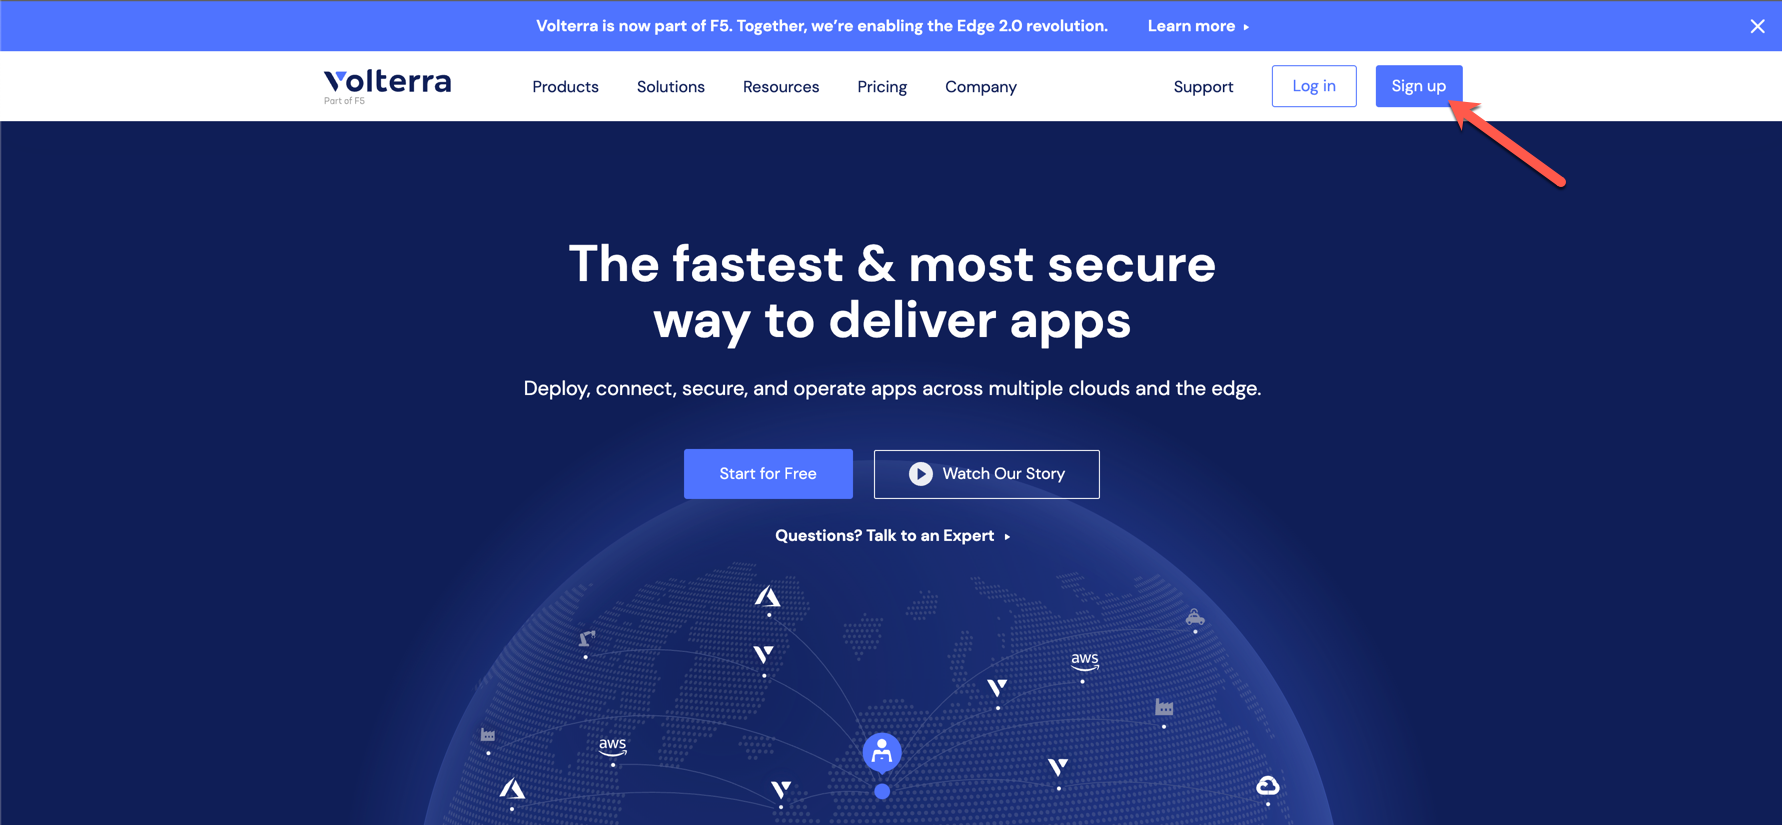 Volterra is now part of F5. Together, we’re enabling the Edge 2.0 revolution. Learn more
Volterra
Part of F5
Products Solutions Resources Pricing Company Support Log in Sign up
The fastest & most secure
way to deliver apps
Deploy, connect, secure, and operate apps across multiple clouds and the edge.
Start for Free Watch Our Story
Questions? Talk to an Expert
aws
aws